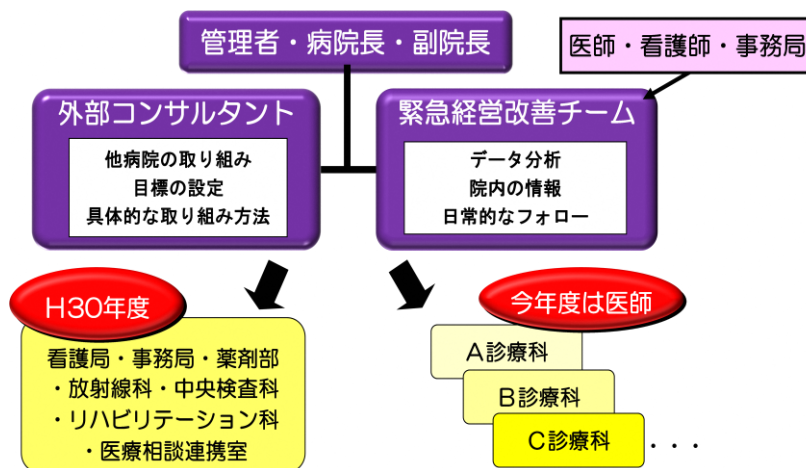 管理者・病院長・副院長
医師・看護師・事務局
外部コンサルタント
他病院の取り組み
目標の設定
具体的な取り組み方法
緊急経営改善チーム
データ分析
院内の情報
日常的なフォロー
H30年度
看護局・事務局・薬剤部
・放射線科・中央検査科
・リハビリテーション科
・医療相談連携室
今年度は医師
A診療科
B診療科
C診療科
・・・